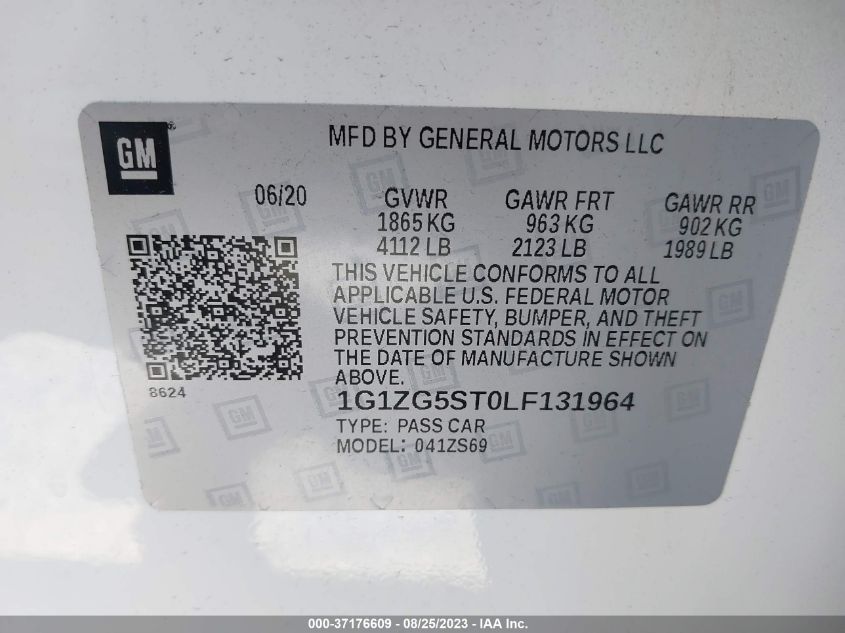 GM
MFD BY GENERAL MOTORS LLC
06/20 GVWR GAWR FRT GAWR RR
1865 KG 963 KG 902 KG
4112 LB 2123 LB 1989 LB
THIS VEHICLE CONFORMS TO ALL
APPLICABLE U.S. FEDERAL MOTOR
VEHICLE SAFETY, BUMPER, AND THEFT
PREVENTION STANDARDS IN EFFECT ON
THE DATE OF MANUFACTURE SHOWN
ABOVE.
8624
1G1ZG5ST0LF131964
TYPE: PASS CAR
MODEL: 041ZS69
000-37176609 - 08/25/2023 - IAA Inc.